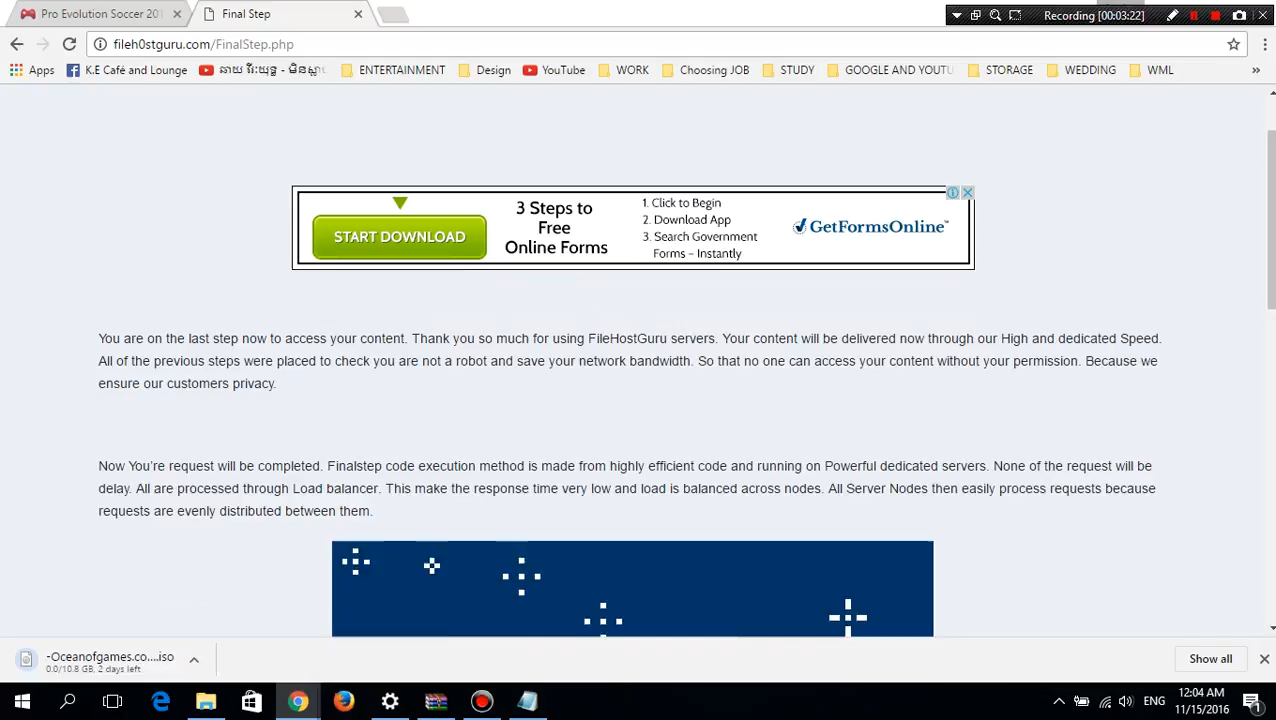 Pro Evolution Soccer 201
Final Step
Recording [00:03:22]
fileh0stguru.com/FinalStep.php
Apps
K.E Café and Lounge
ENTERTAINMENT
Design
YouTube
WORK
Choosing JOB
STUDY
GOOGLE AND YOUTU
STORAGE
WEDDING
WML
»
START DOWNLOAD
3 Steps to
Free
Online Forms
1. Click to Begin
2. Download App
3. Search Government
Forms – Instantly
GetFormsOnline™
You are on the last step now to access your content. Thank you so much for using FileHostGuru servers. Your content will be delivered now through our High and dedicated Speed.
All of the previous steps were placed to check you are not a robot and save your network bandwidth. So that no one can access your content without your permission. Because we
ensure our customers privacy.
Now You're request will be completed. Finalstep code execution method is made from highly efficient code and running on Powerful dedicated servers. None of the request will be
delay. All are processed through Load balancer. This make the response time very low and load is balanced across nodes. All Server Nodes then easily process requests because
requests are evenly distributed between them.
-Oceanofgames.co....iso
0.0/10.8 GB, 2 days left
Show all
ENG
12:04 AM
11/15/2016
1